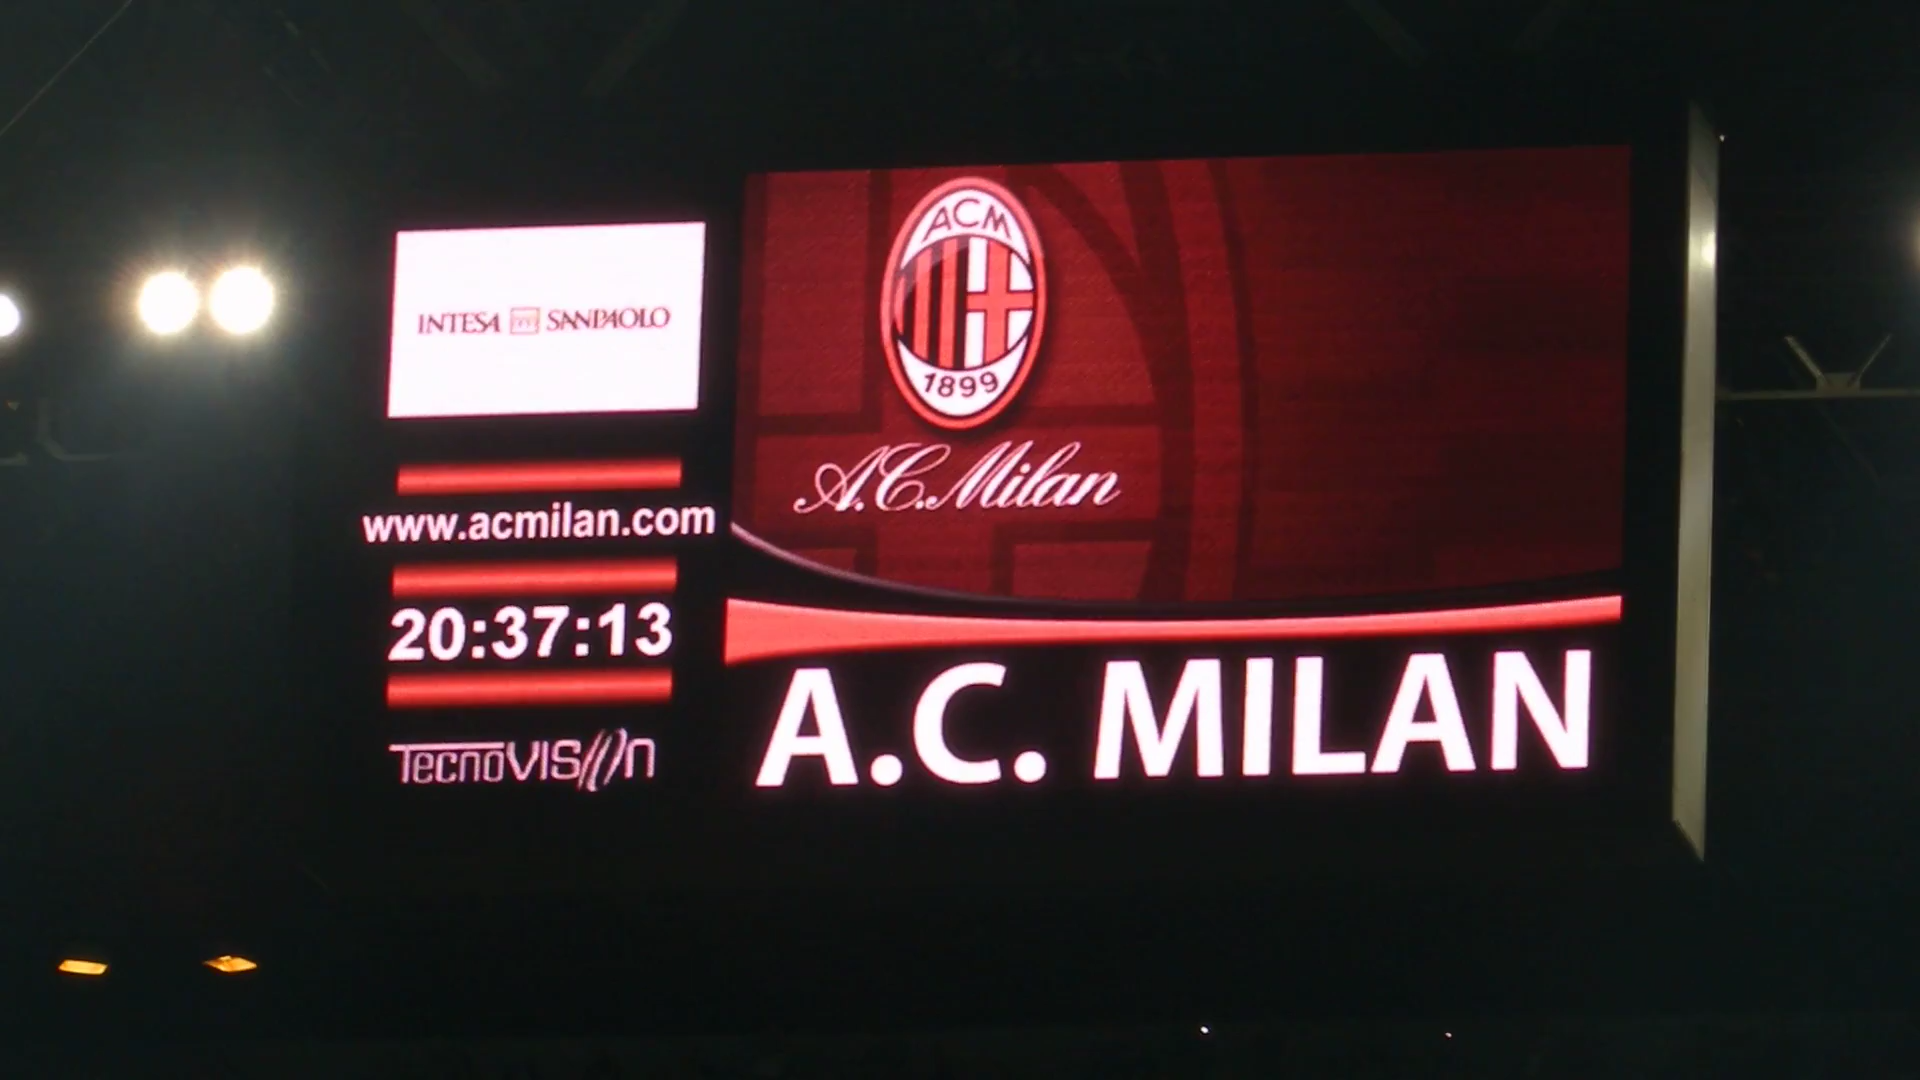 INTESA SANPAOLO
www.acmilan.com
20:37:13
TecnoVISIOn
ACM
1899
A.C.Milan
A.C. MILAN